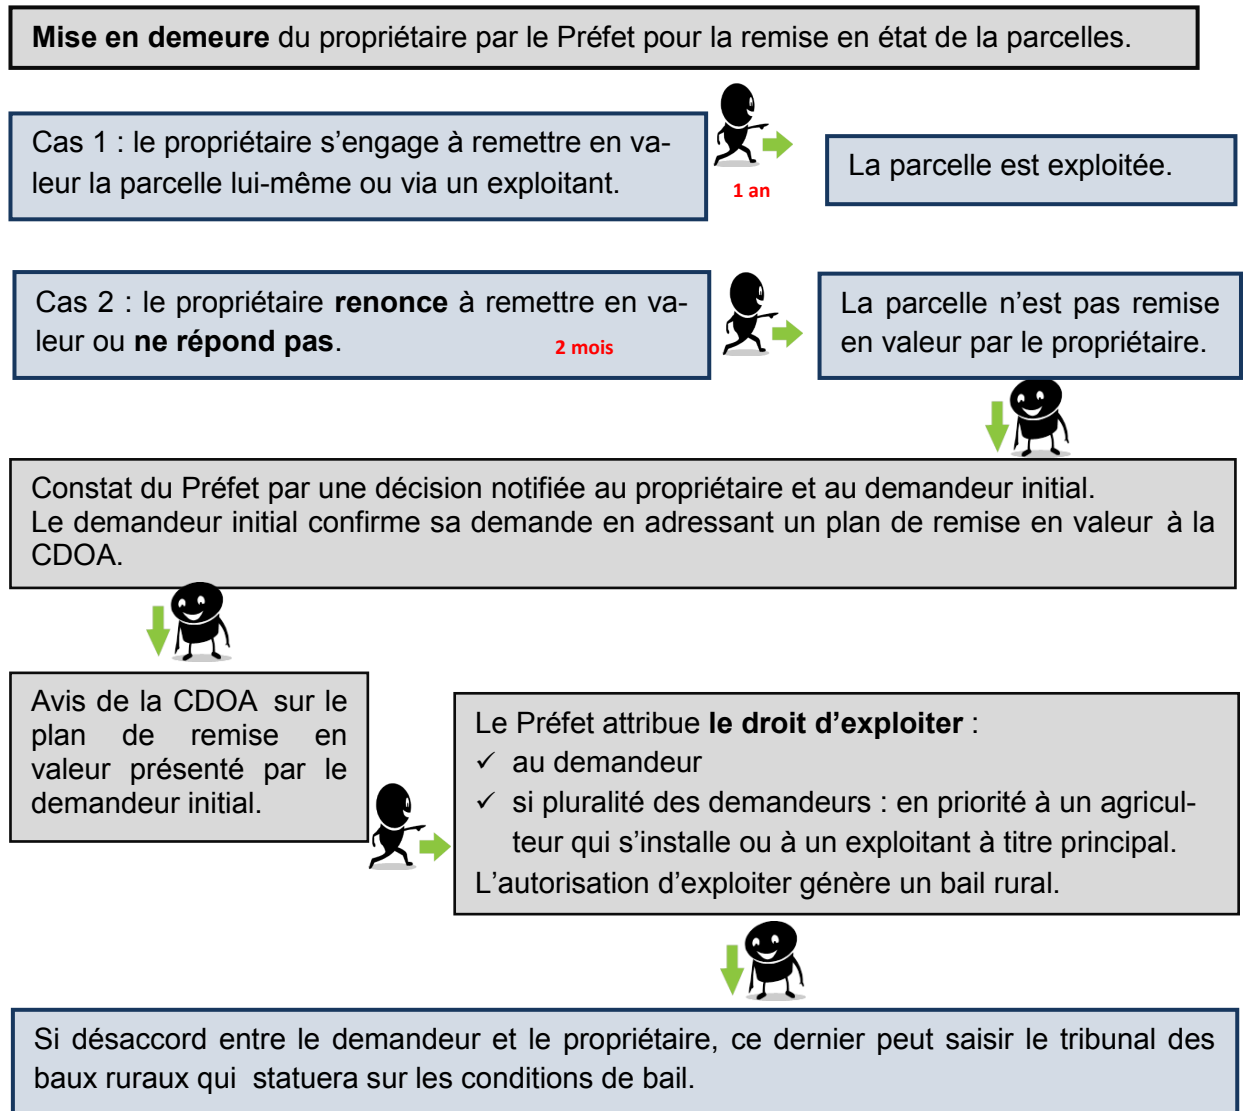 Mise en demeure du propriétaire par le Préfet pour la remise en état de la parcelles.
Cas 1 : le propriétaire s’engage à remettre en va-
leur la parcelle lui-même ou via un exploitant.
1 an
La parcelle est exploitée.
Cas 2 : le propriétaire renonce à remettre en va-
leur ou ne répond pas.
2 mois
La parcelle n’est pas remise
en valeur par le propriétaire.
Constat du Préfet par une décision notifiée au propriétaire et au demandeur initial.
Le demandeur initial confirme sa demande en adressant un plan de remise en valeur à la
CDOA.
Avis de la CDOA sur le
plan de remise en
valeur présenté par le
demandeur initial.
Le Préfet attribue le droit d’exploiter :
✓ au demandeur
✓ si pluralité des demandeurs : en priorité à un agricul-
teur qui s’installe ou à un exploitant à titre principal.
L’autorisation d’exploiter génère un bail rural.
Si désaccord entre le demandeur et le propriétaire, ce dernier peut saisir le tribunal des
baux ruraux qui statuera sur les conditions de bail.